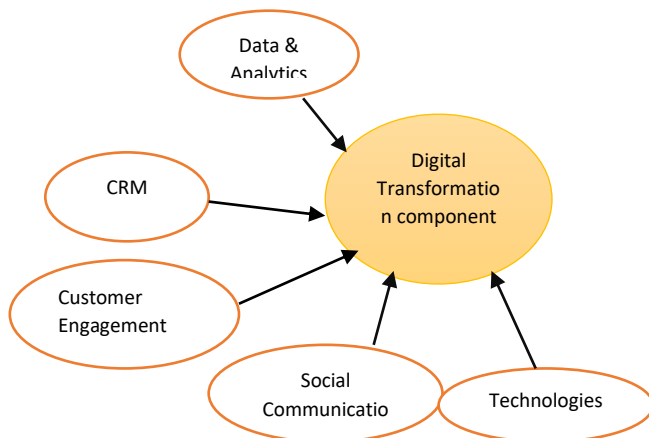 Data &
Analytics
Digital
Transformatio
n component
CRM
Customer
Engagement
Social
Communicatio
Technologies